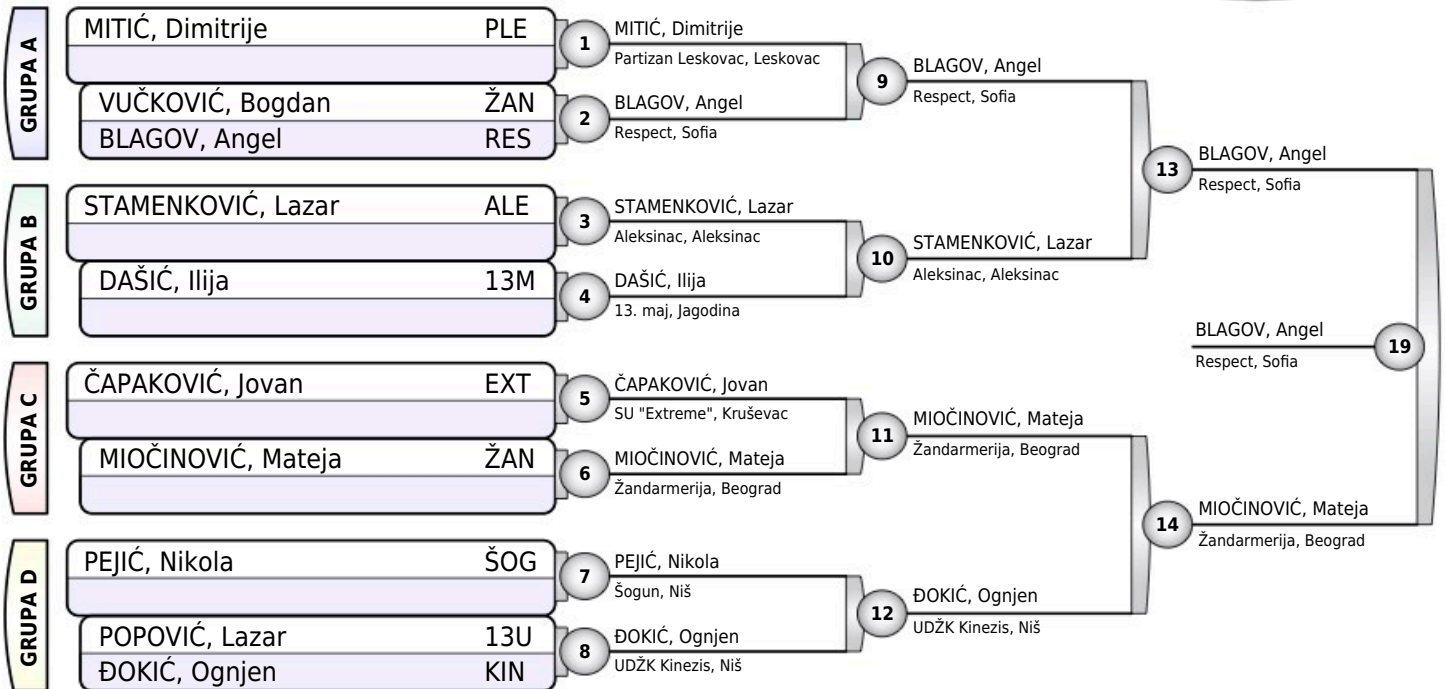 GRUPA A
MITIĆ, Dimitrije PLE
VUČKOVIĆ, Bogdan ŽAN
BLAGOV, Angel RES
GRUPA B
STAMENKOVIĆ, Lazar ALE
DAŠIĆ, Ilija 13M
GRUPA C
ČAPAKOVIĆ, Jovan EXT
MIOČINOVIĆ, Mateja ŽAN
GRUPA D
PEJIĆ, Nikola ŠOG
POPOVIĆ, Lazar 13U
ĐOKIĆ, Ognjen KIN
1
MITIĆ, Dimitrije
Partizan Leskovac, Leskovac
2
BLAGOV, Angel
Respect, Sofia
3
STAMENKOVIĆ, Lazar
Aleksinac, Aleksinac
4
DAŠIĆ, Ilija
13. maj, Jagodina
5
ČAPAKOVIĆ, Jovan
SU "Extreme", Kruševac
6
MIOČINOVIĆ, Mateja
Žandarmerija, Beograd
7
PEJIĆ, Nikola
Šogun, Niš
8
ĐOKIĆ, Ognjen
UDŽK Kinezis, Niš
9
BLAGOV, Angel
Respect, Sofia
10
STAMENKOVIĆ, Lazar
Aleksinac, Aleksinac
11
MIOČINOVIĆ, Mateja
Žandarmerija, Beograd
12
ĐOKIĆ, Ognjen
UDŽK Kinezis, Niš
13
BLAGOV, Angel
Respect, Sofia
14
MIOČINOVIĆ, Mateja
Žandarmerija, Beograd
BLAGOV, Angel
Respect, Sofia
19